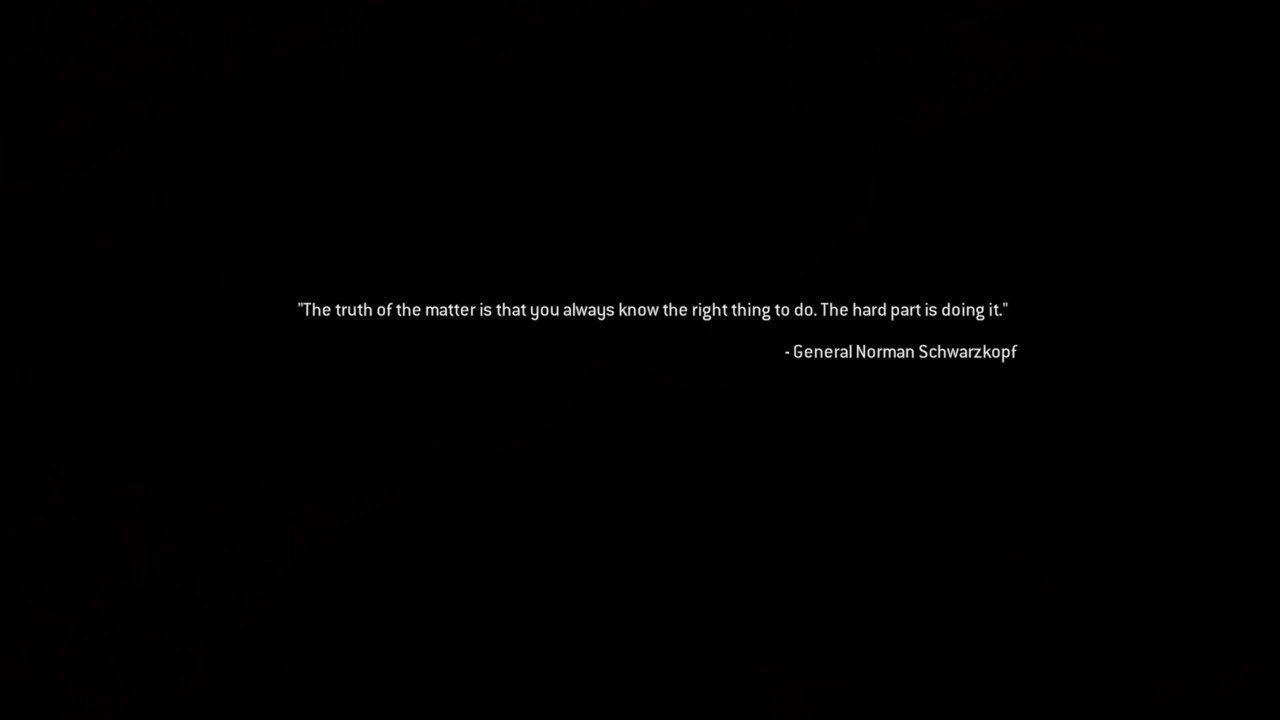 "The truth of the matter is that you always know the right thing to do. The hard part is doing it."
- General Norman Schwarzkopf